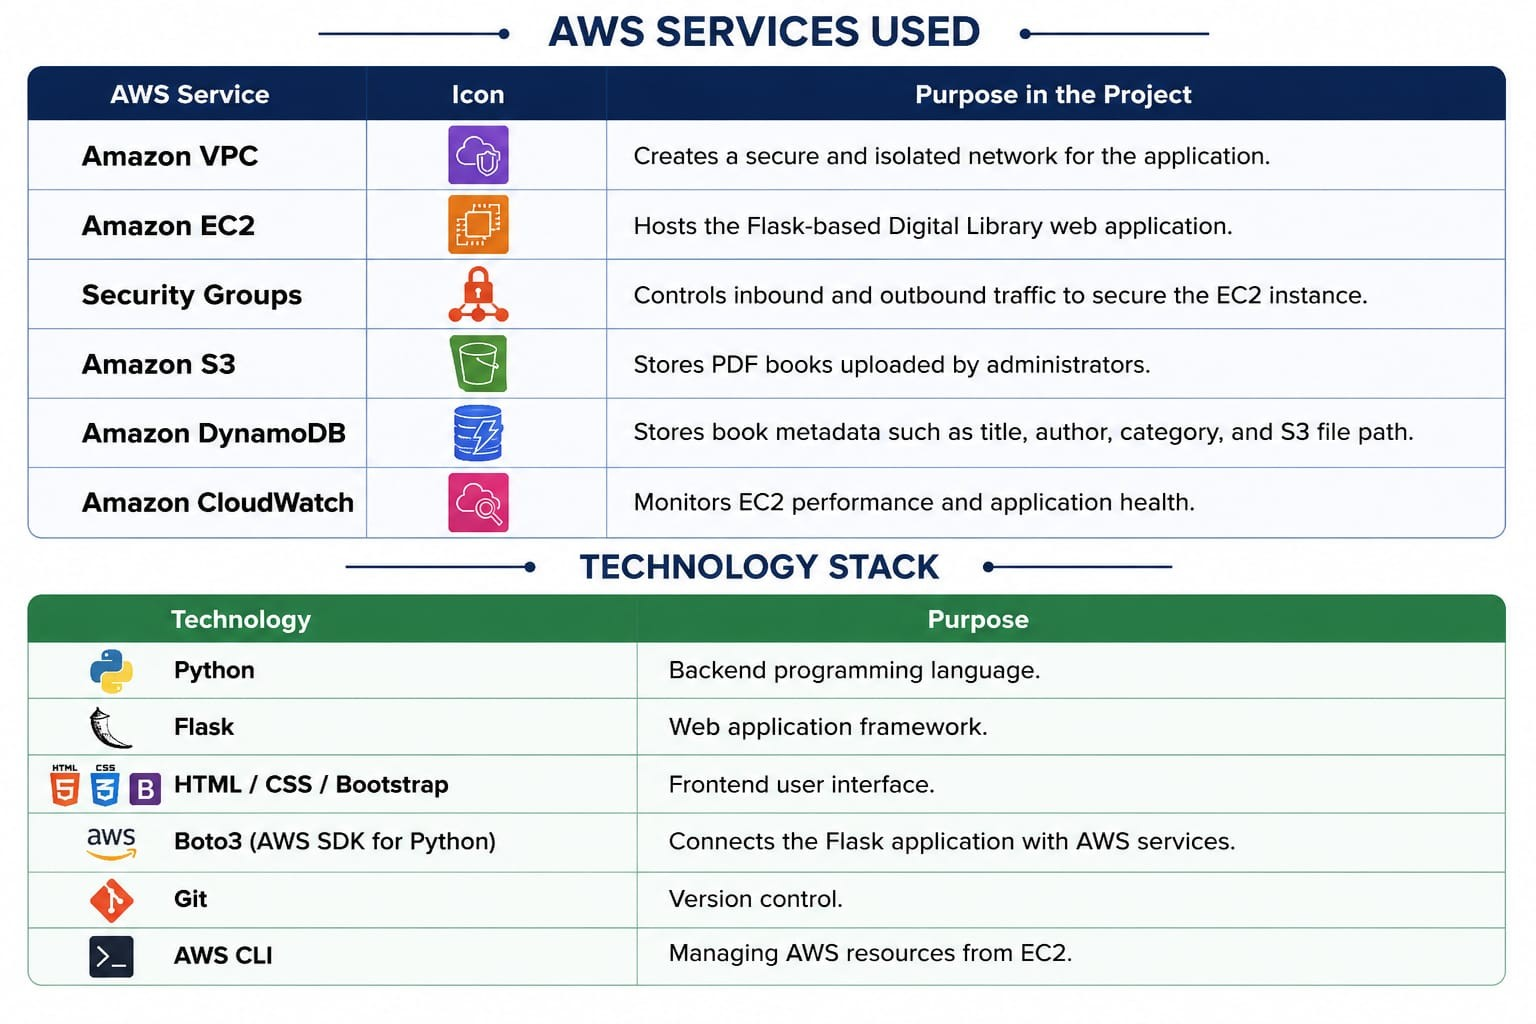 AWS SERVICES USED
AWS Service Icon Purpose in the Project
Amazon VPC Creates a secure and isolated network for the application.
Amazon EC2 Hosts the Flask-based Digital Library web application.
Security Groups Controls inbound and outbound traffic to secure the EC2 instance.
Amazon S3 Stores PDF books uploaded by administrators.
Amazon DynamoDB Stores book metadata such as title, author, category, and S3 file path.
Amazon CloudWatch Monitors EC2 performance and application health.
TECHNOLOGY STACK
Technology Purpose
Python Backend programming language.
Flask Web application framework.
HTML 5 CSS 3 B HTML / CSS / Bootstrap Frontend user interface.
aws Boto3 (AWS SDK for Python) Connects the Flask application with AWS services.
Git Version control.
>_ AWS CLI Managing AWS resources from EC2.